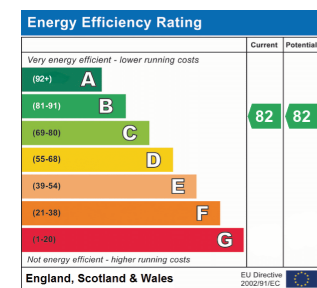 Energy Efficiency Rating
Current Potential
Very energy efficient - lower running costs
(92+) A
(81-91) B
82 82
(69-80) C
(55-68) D
(39-54) E
(21-38) F
(1-20) G
Not energy efficient - higher running costs
England, Scotland & Wales
EU Directive
2002/91/EC